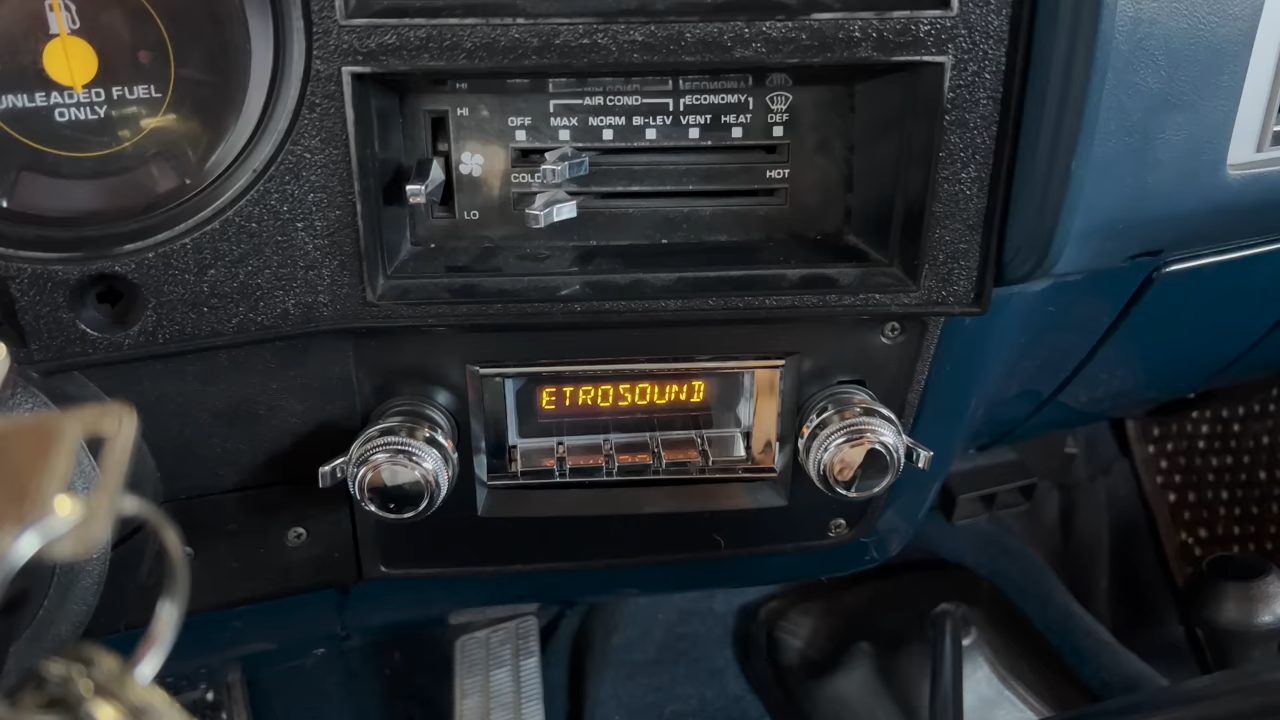 UNLEADED FUEL
ONLY
HI
AIR COND
ECONOMY
OFF
MAX
NORM
BI-LEV
VENT
HEAT
DEF
COLD
HOT
LO
ETROSOUND